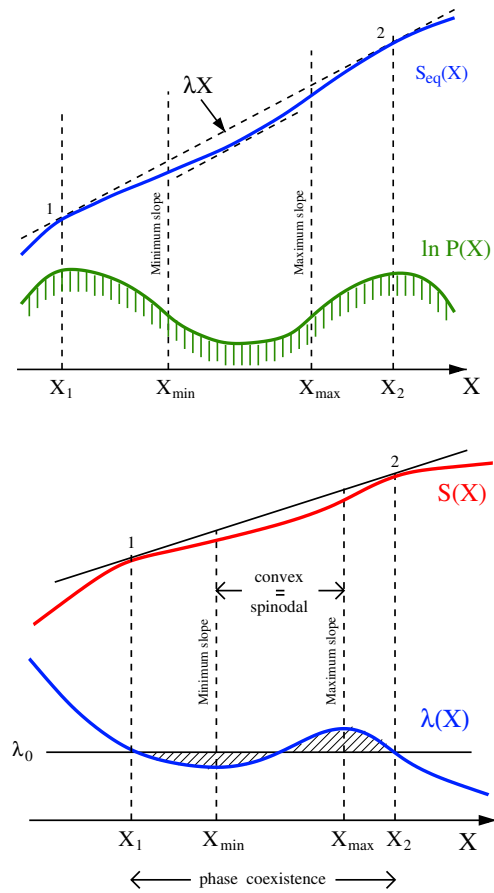 2
S_eq(X)
λX
1
Minimum slope
Maximum slope
ln P(X)
X_1 X_min X_max X_2 X
2
S(X)
1
convex
=
spinodal
Minimum slope
Maximum slope
λ(X)
λ_0
X_1 X_min X_max X_2 X
phase coexistence